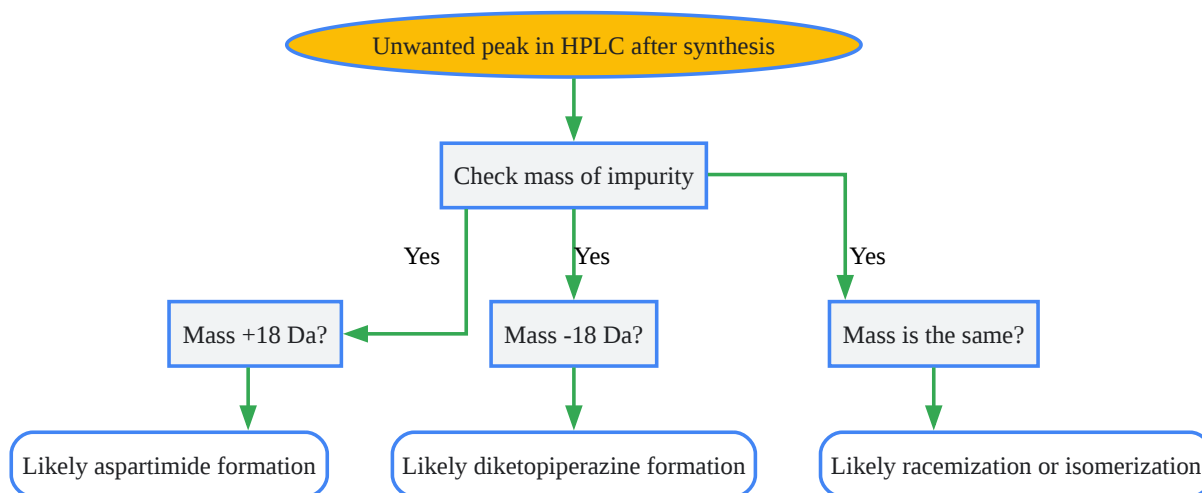 Unwanted peak in HPLC after synthesis
Check mass of impurity
Yes
Yes
Yes
Mass +18 Da?
Mass -18 Da?
Mass is the same?
Likely aspartimide formation
Likely diketopiperazine formation
Likely racemization or isomerization